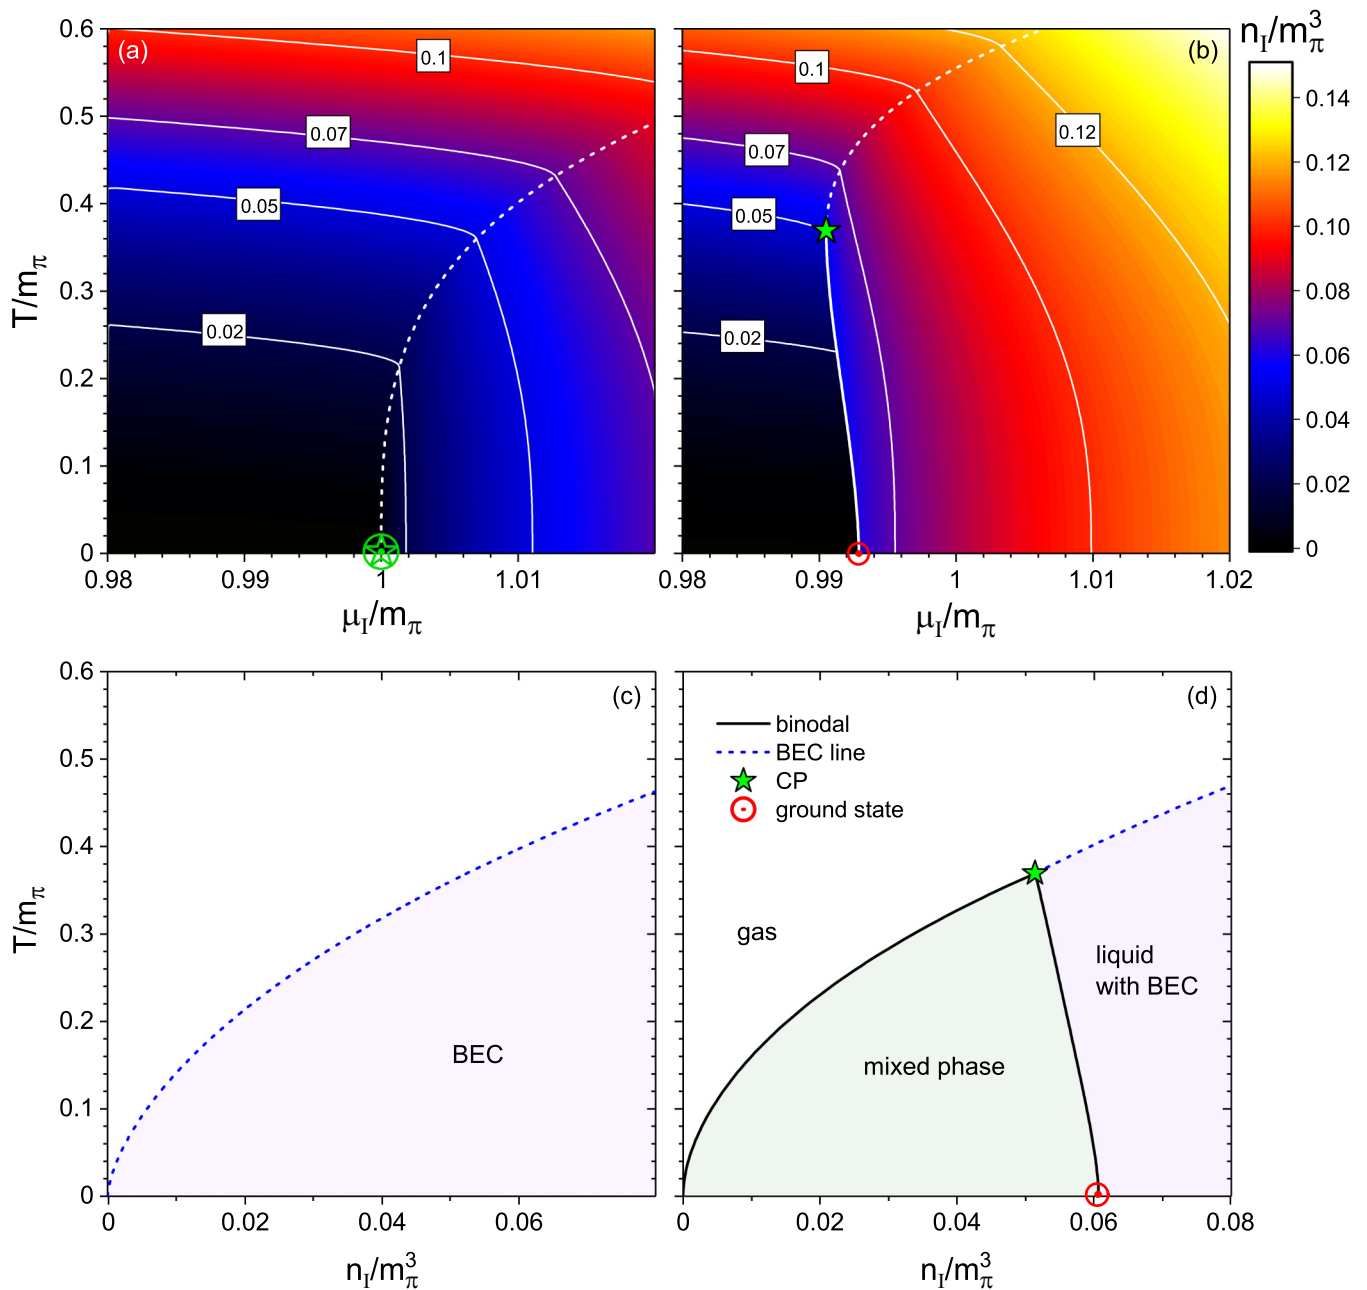 (a)
0.1
0.07
0.05
0.02
0.6
0.5
0.4
0.3
0.2
0.1
0
T/mπ
0.98
0.99
1
1.01
μI/mπ
(b)
0.1
0.12
0.07
0.05
0.02
0.98
0.99
1
1.01
1.02
μI/mπ
nI/mπ³
0.14
0.12
0.10
0.08
0.06
0.04
0.02
0
(c)
0.6
0.5
0.4
0.3
0.2
0.1
0
T/mπ
BEC
0
0.02
0.04
0.06
nI/mπ³
(d)
binodal
BEC line
CP
ground state
gas
liquid
with BEC
mixed phase
0
0.02
0.04
0.06
0.08
nI/mπ³